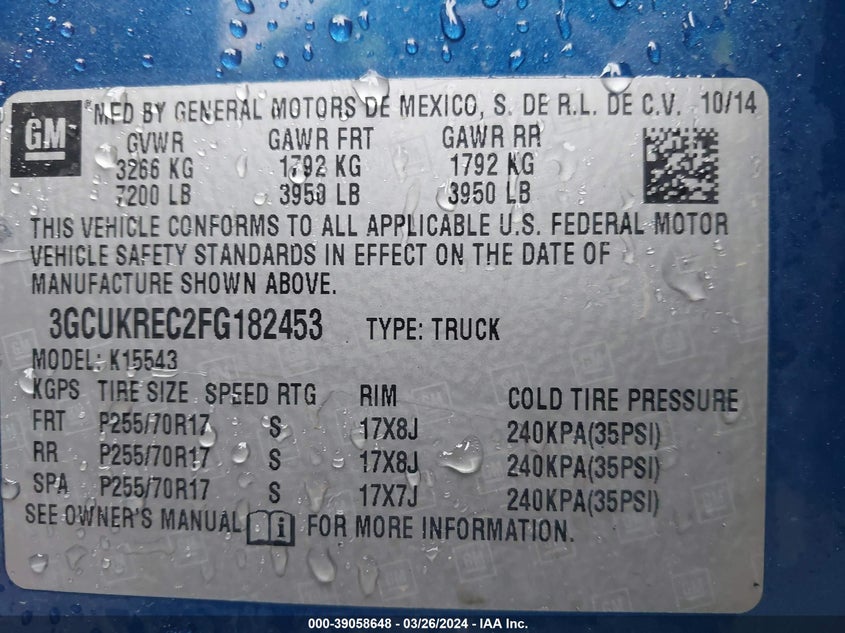 GM ® MFD BY GENERAL MOTORS DE MEXICO, S. DE R.L. DE C.V. 10/14
GVWR GAWR FRT GAWR RR
3266 KG 1792 KG 1792 KG
7200 LB 3950 LB 3950 LB
THIS VEHICLE CONFORMS TO ALL APPLICABLE U.S. FEDERAL MOTOR
VEHICLE SAFETY STANDARDS IN EFFECT ON THE DATE OF
MANUFACTURE SHOWN ABOVE.
3GCUKREC2FG182453 TYPE: TRUCK
MODEL: K15543
KGPS TIRE SIZE SPEED RTG RIM COLD TIRE PRESSURE
FRT P255/70R17 S 17X8J 240KPA(35PSI)
RR P255/70R17 S 17X8J 240KPA(35PSI)
SPA P255/70R17 S 17X7J 240KPA(35PSI)
SEE OWNER'S MANUAL i FOR MORE INFORMATION.
000-39058648 - 03/26/2024 - IAA Inc.